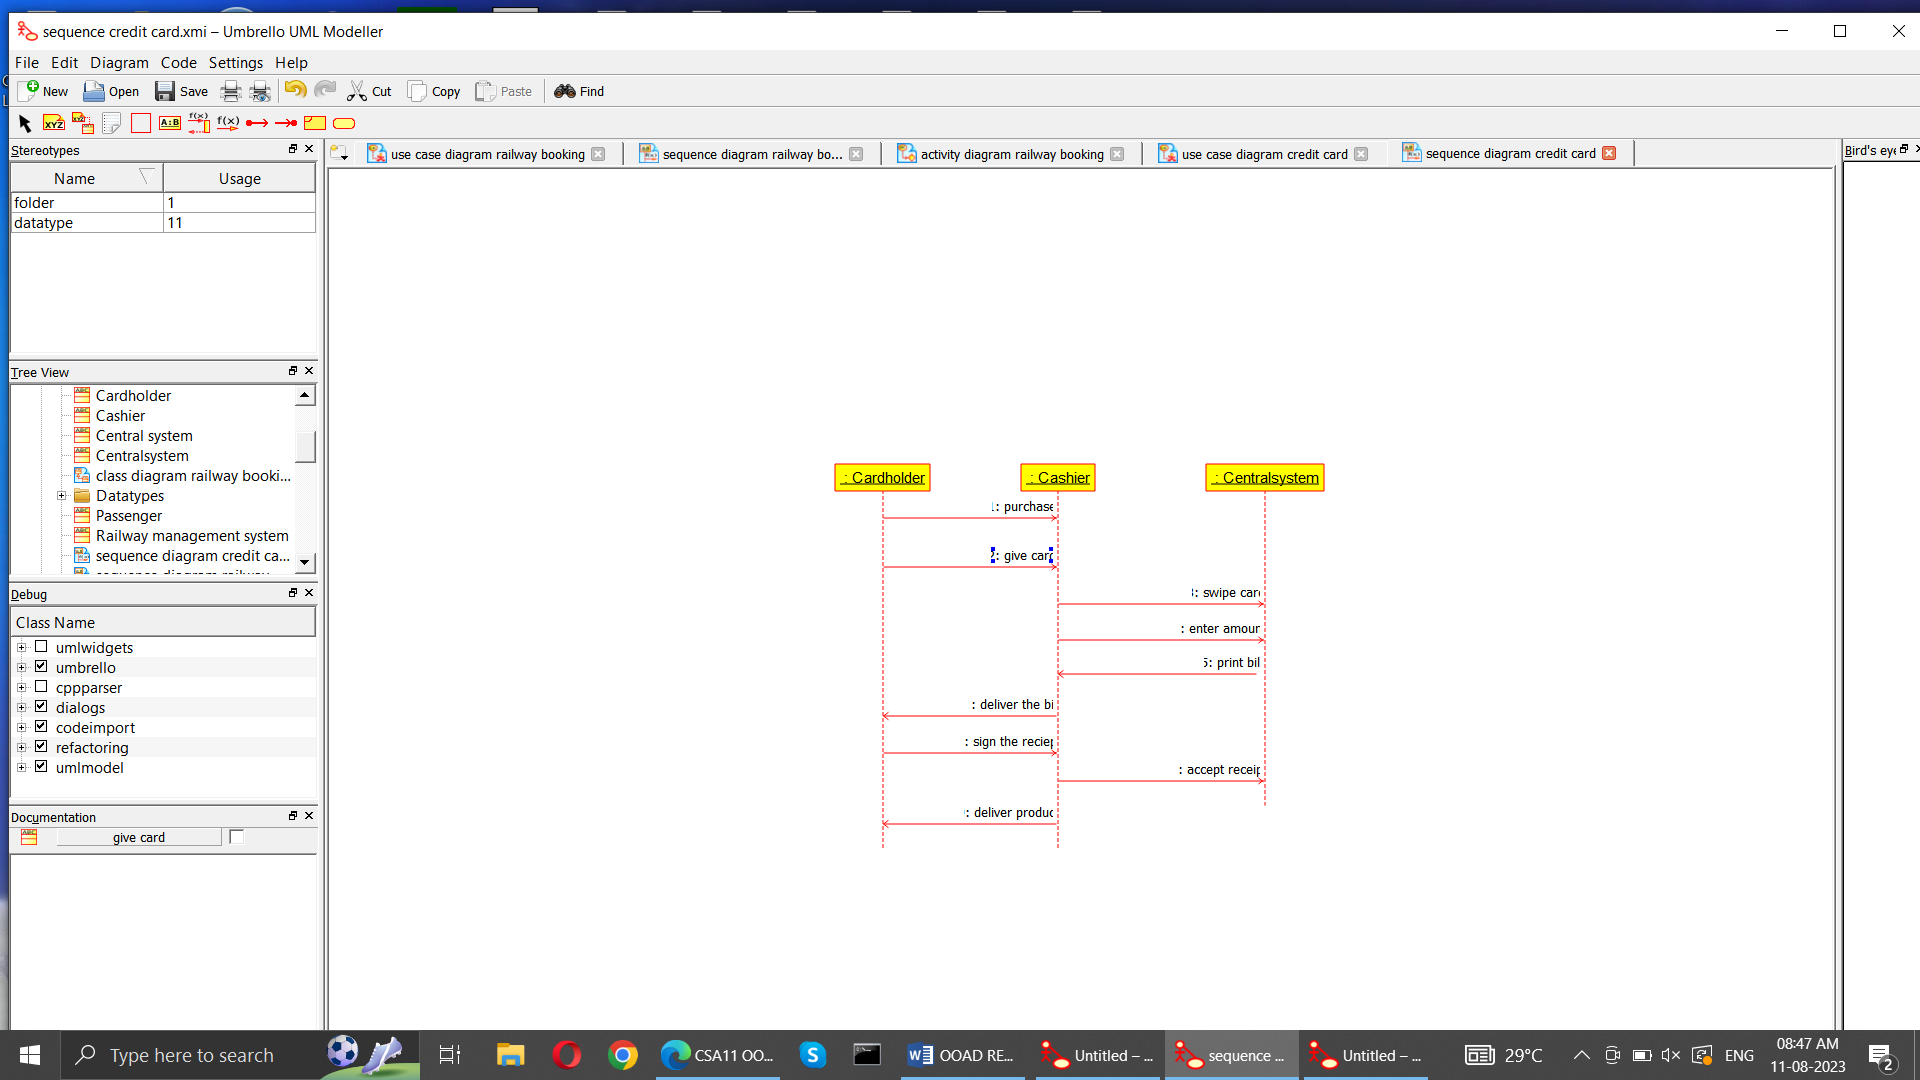 sequence credit card.xmi – Umbrello UML Modeller
File Edit Diagram Code Settings Help
New Open Save Cut Copy Paste Find
XYZ XYZ A:B f(x) f(x)
Stereotypes
Name Usage
folder 1
datatype 11
Tree View
Cardholder
Cashier
Central system
Centralsystem
class diagram railway booki...
Datatypes
Passenger
Railway management system
sequence diagram credit ca...
Debug
Class Name
umlwidgets
umbrello
cppparser
dialogs
codeimport
refactoring
umlmodel
Documentation
give card
use case diagram railway booking
sequence diagram railway bo...
activity diagram railway booking
use case diagram credit card
sequence diagram credit card
Bird's eye
: Cardholder
: Cashier
: Centralsystem
: purchase
: give card
: swipe car
: enter amour
5: print bil
: deliver the bi
: sign the reciep
: accept receip
: deliver produc
Type here to search
CSA11 OO...
OOAD RE...
Untitled – ...
sequence ...
Untitled – ...
29°C
ENG
08:47 AM
11-08-2023
2